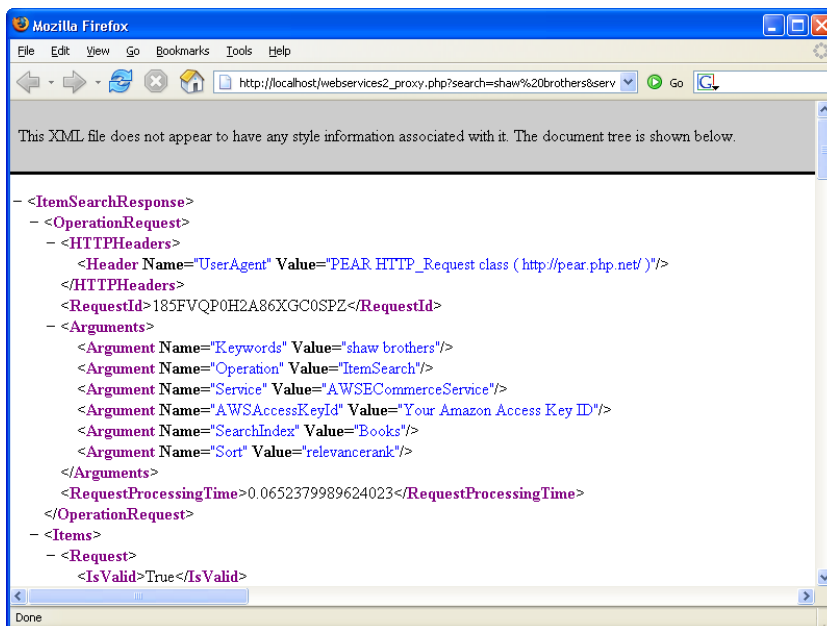 Mozilla Firefox
File Edit View Go Bookmarks Tools Help
http://localhost/webservices2_proxy.php?search=shaw%20brothers&serv Go G
This XML file does not appear to have any style information associated with it. The document tree is shown below.
− <ItemSearchResponse>
− <OperationRequest>
− <HTTPHeaders>
<Header Name="UserAgent" Value="PEAR HTTP_Request class ( http://pear.php.net/ )"/>
</HTTPHeaders>
<RequestId>185FVQP0H2A86XGC0SPZ</RequestId>
− <Arguments>
<Argument Name="Keywords" Value="shaw brothers"/>
<Argument Name="Operation" Value="ItemSearch"/>
<Argument Name="Service" Value="AWSECommerceService"/>
<Argument Name="AWSAccessKeyId" Value="Your Amazon Access Key ID"/>
<Argument Name="SearchIndex" Value="Books"/>
<Argument Name="Sort" Value="relevancerank"/>
</Arguments>
<RequestProcessingTime>0.0652379989624023</RequestProcessingTime>
</OperationRequest>
− <Items>
− <Request>
<IsValid>True</IsValid>
Done